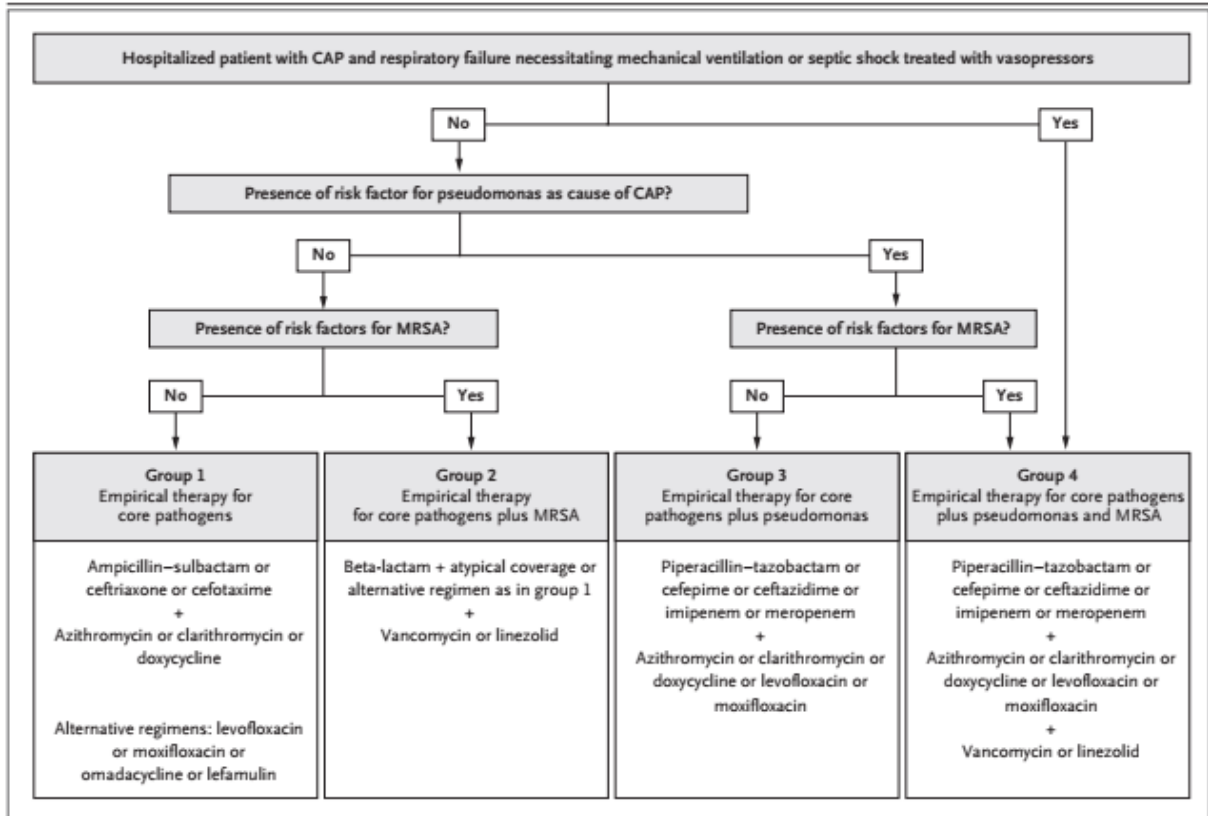 Hospitalized patient with CAP and respiratory failure necessitating mechanical ventilation or septic shock treated with vasopressors
No
Yes
Presence of risk factor for pseudomonas as cause of CAP?
No
Yes
Presence of risk factors for MRSA?
Presence of risk factors for MRSA?
No
Yes
No
Yes
Group 1
Empirical therapy for
core pathogens
Ampicillin–sulbactam or
ceftriaxone or cefotaxime
+
Azithromycin or clarithromycin or
doxycycline
Alternative regimens: levofloxacin
or moxifloxacin or
omadacycline or lefamulin
Group 2
Empirical therapy
for core pathogens plus MRSA
Beta-lactam + atypical coverage or
alternative regimen as in group 1
+
Vancomycin or linezolid
Group 3
Empirical therapy for core
pathogens plus pseudomonas
Piperacillin–tazobactam or
cefepime or ceftazidime or
imipenem or meropenem
+
Azithromycin or clarithromycin or
doxycycline or levofloxacin or
moxifloxacin
Group 4
Empirical therapy for core pathogens
plus pseudomonas and MRSA
Piperacillin–tazobactam or
cefepime or ceftazidime or
imipenem or meropenem
+
Azithromycin or clarithromycin or
doxycycline or levofloxacin or
moxifloxacin
+
Vancomycin or linezolid